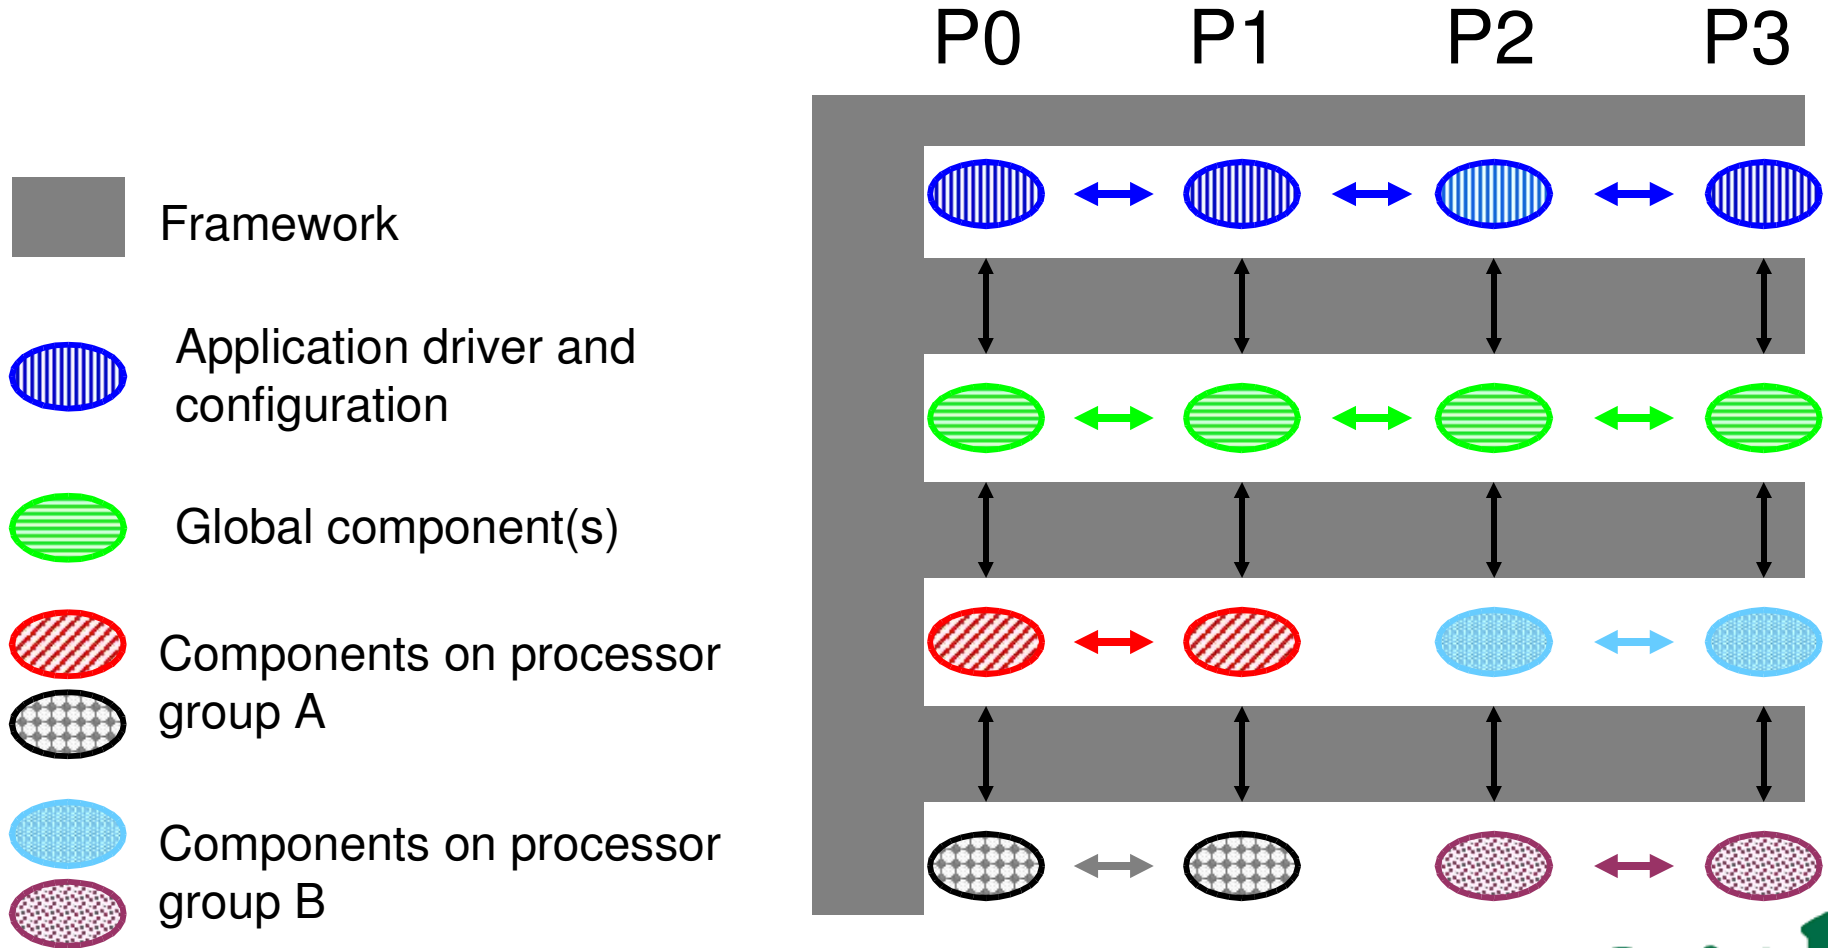 P0 P1 P2 P3
Framework
Application driver and
configuration
Global component(s)
Components on processor
group A
Components on processor
group B